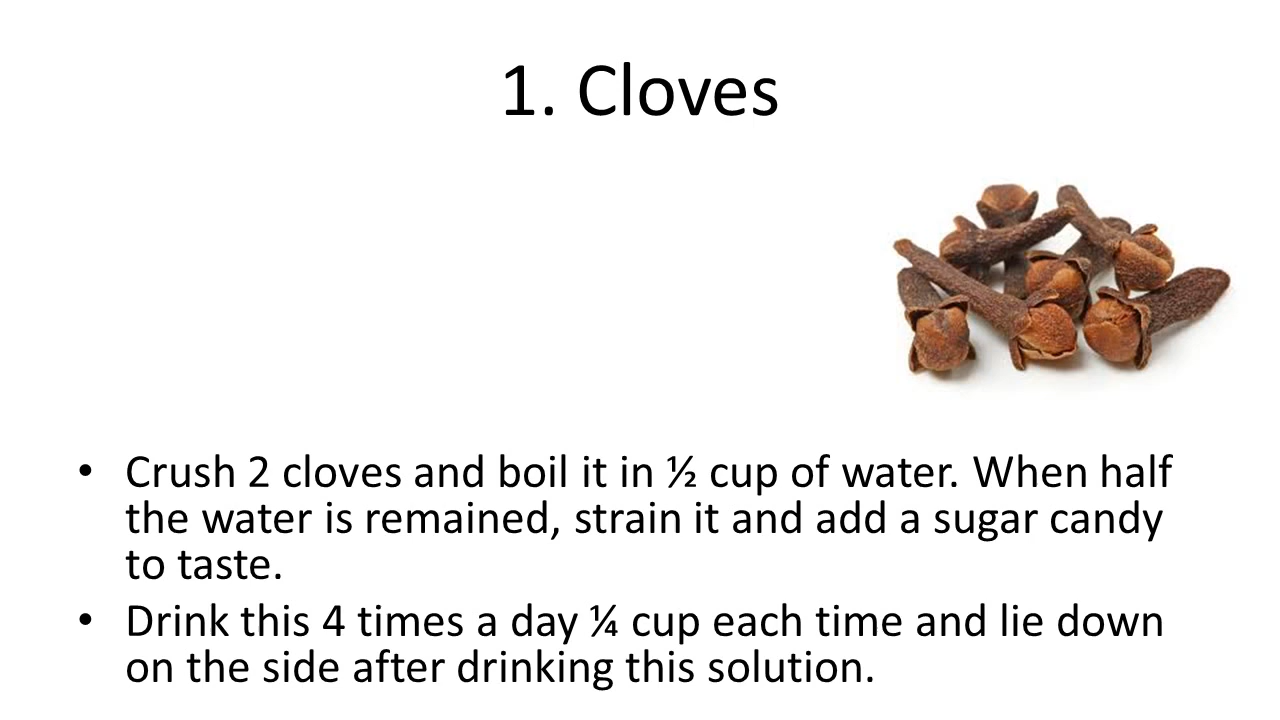 1. Cloves
• Crush 2 cloves and boil it in ½ cup of water. When half
the water is remained, strain it and add a sugar candy
to taste.
• Drink this 4 times a day ¼ cup each time and lie down
on the side after drinking this solution.